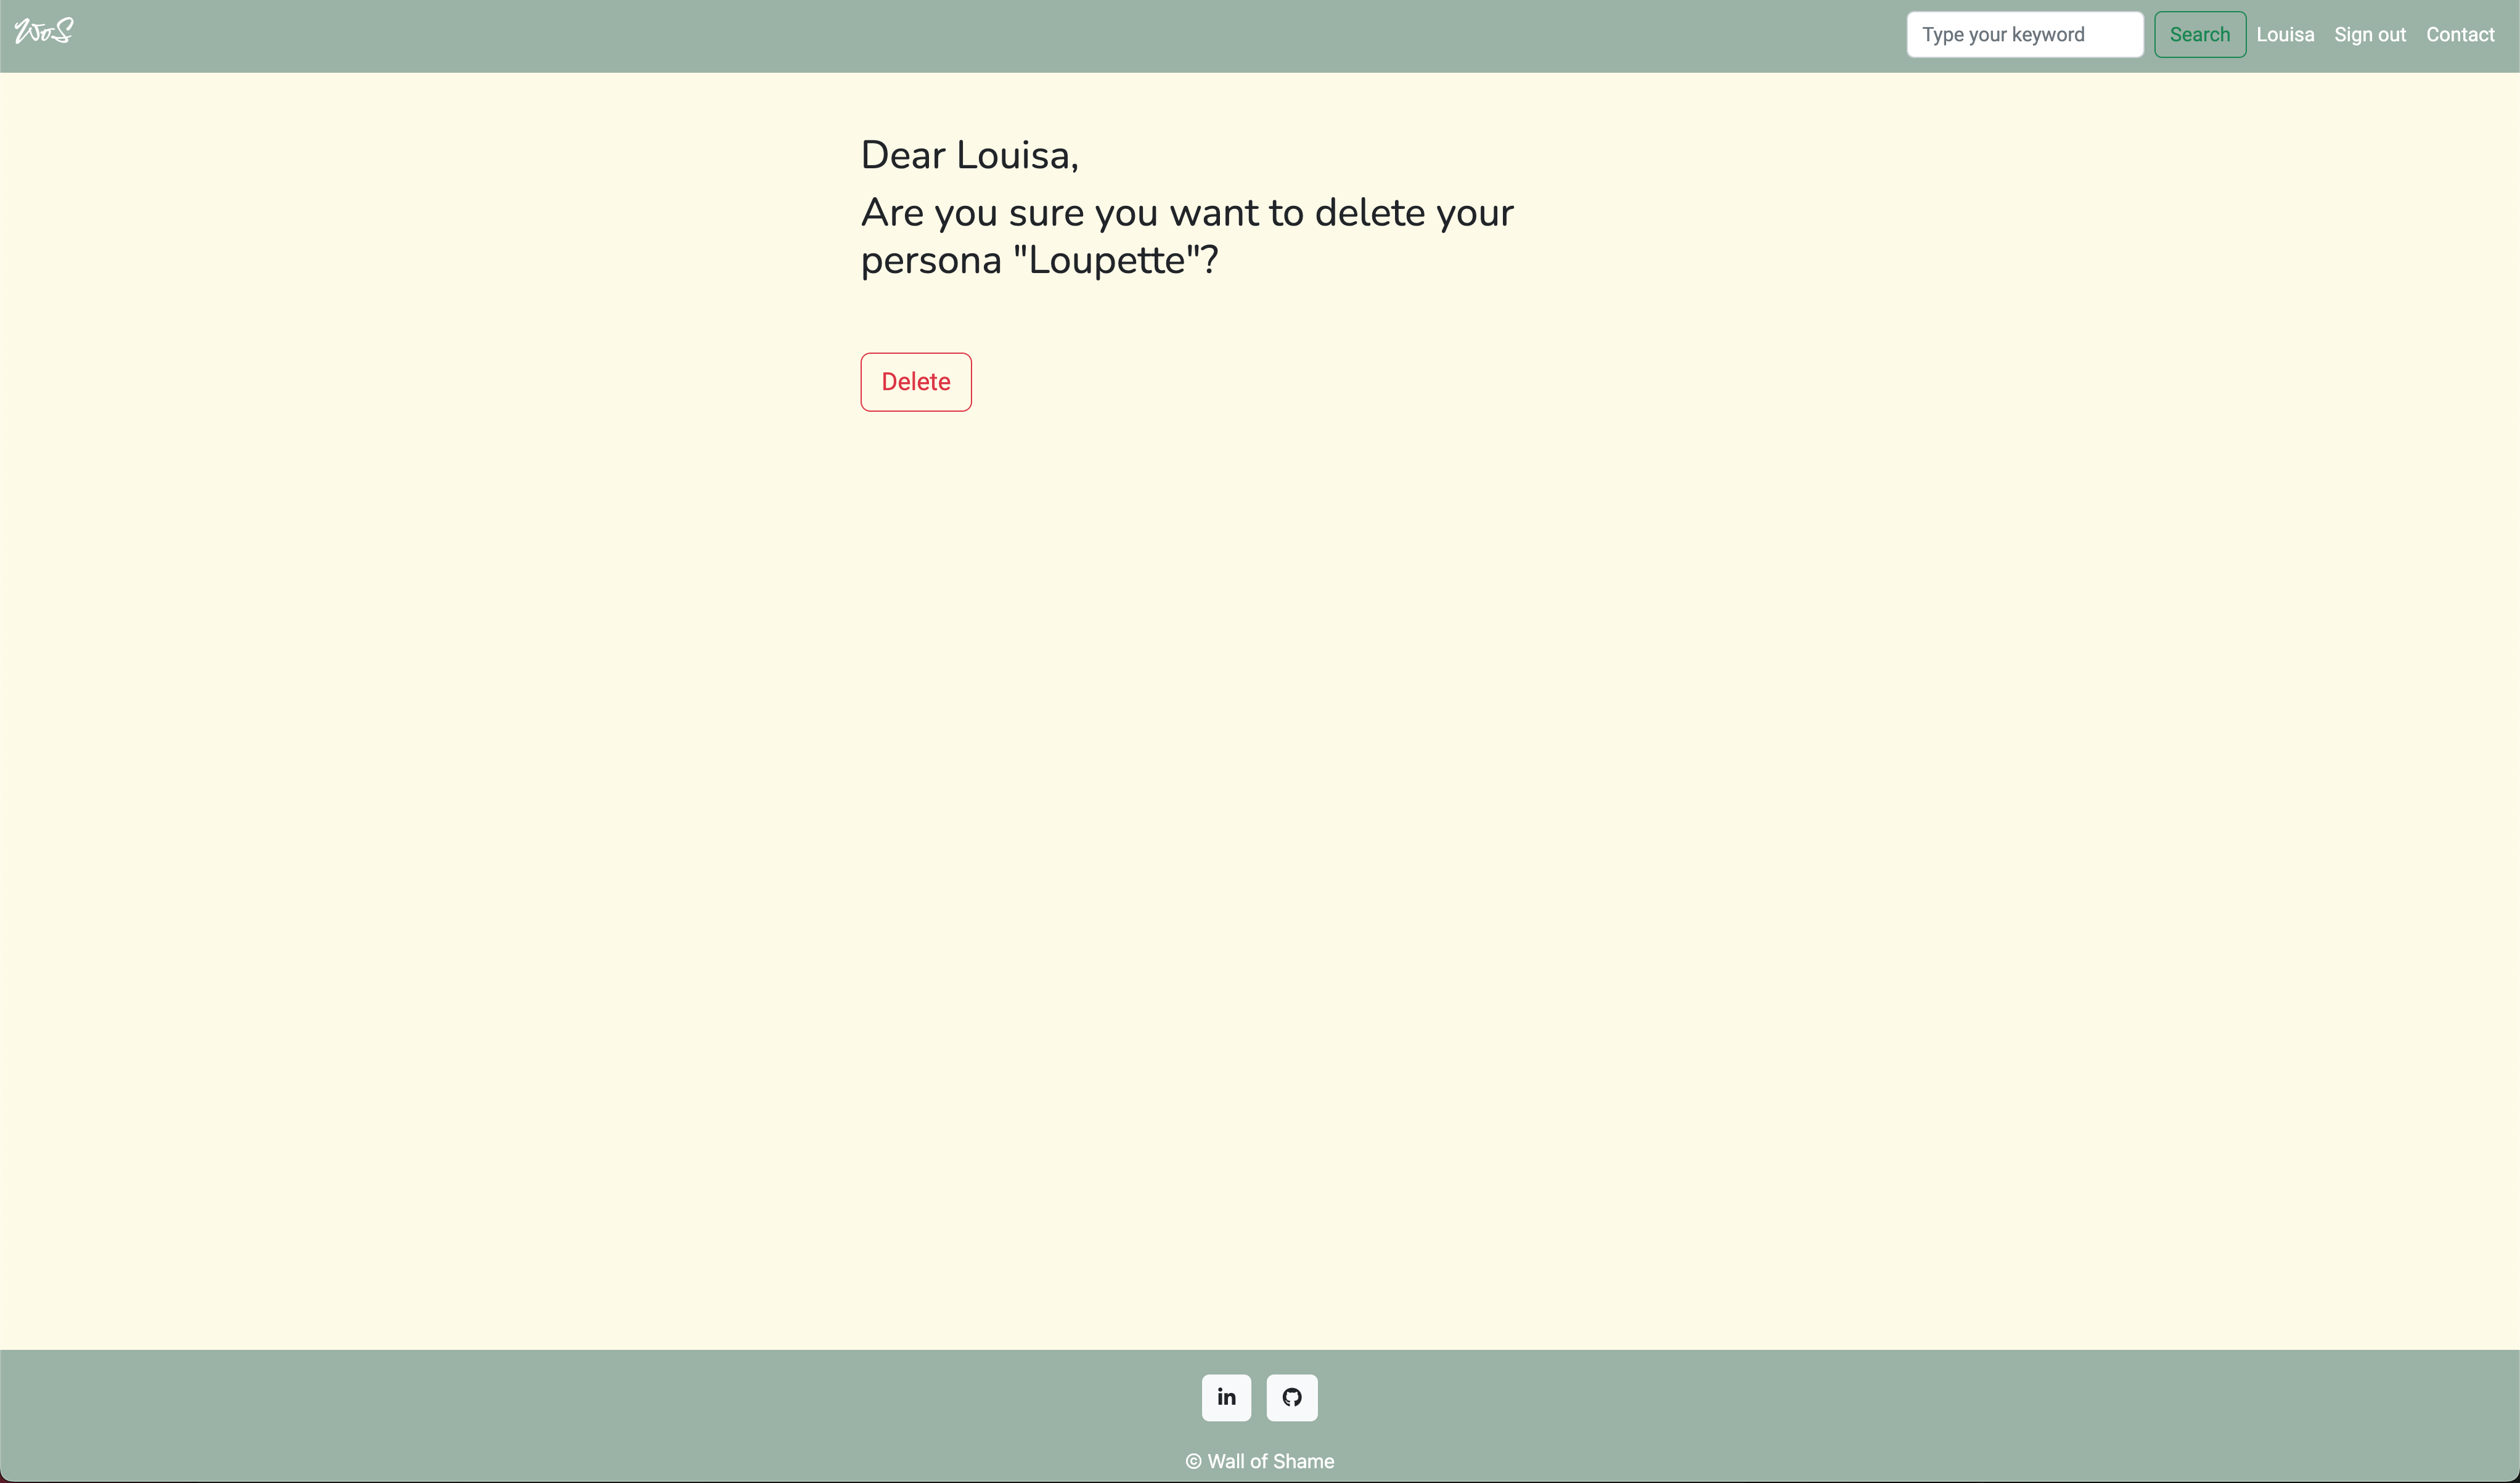 WoS
Type your keyword
Search
Louisa
Sign out
Contact
Dear Louisa,
Are you sure you want to delete your
persona "Loupette"?
Delete
in
© Wall of Shame